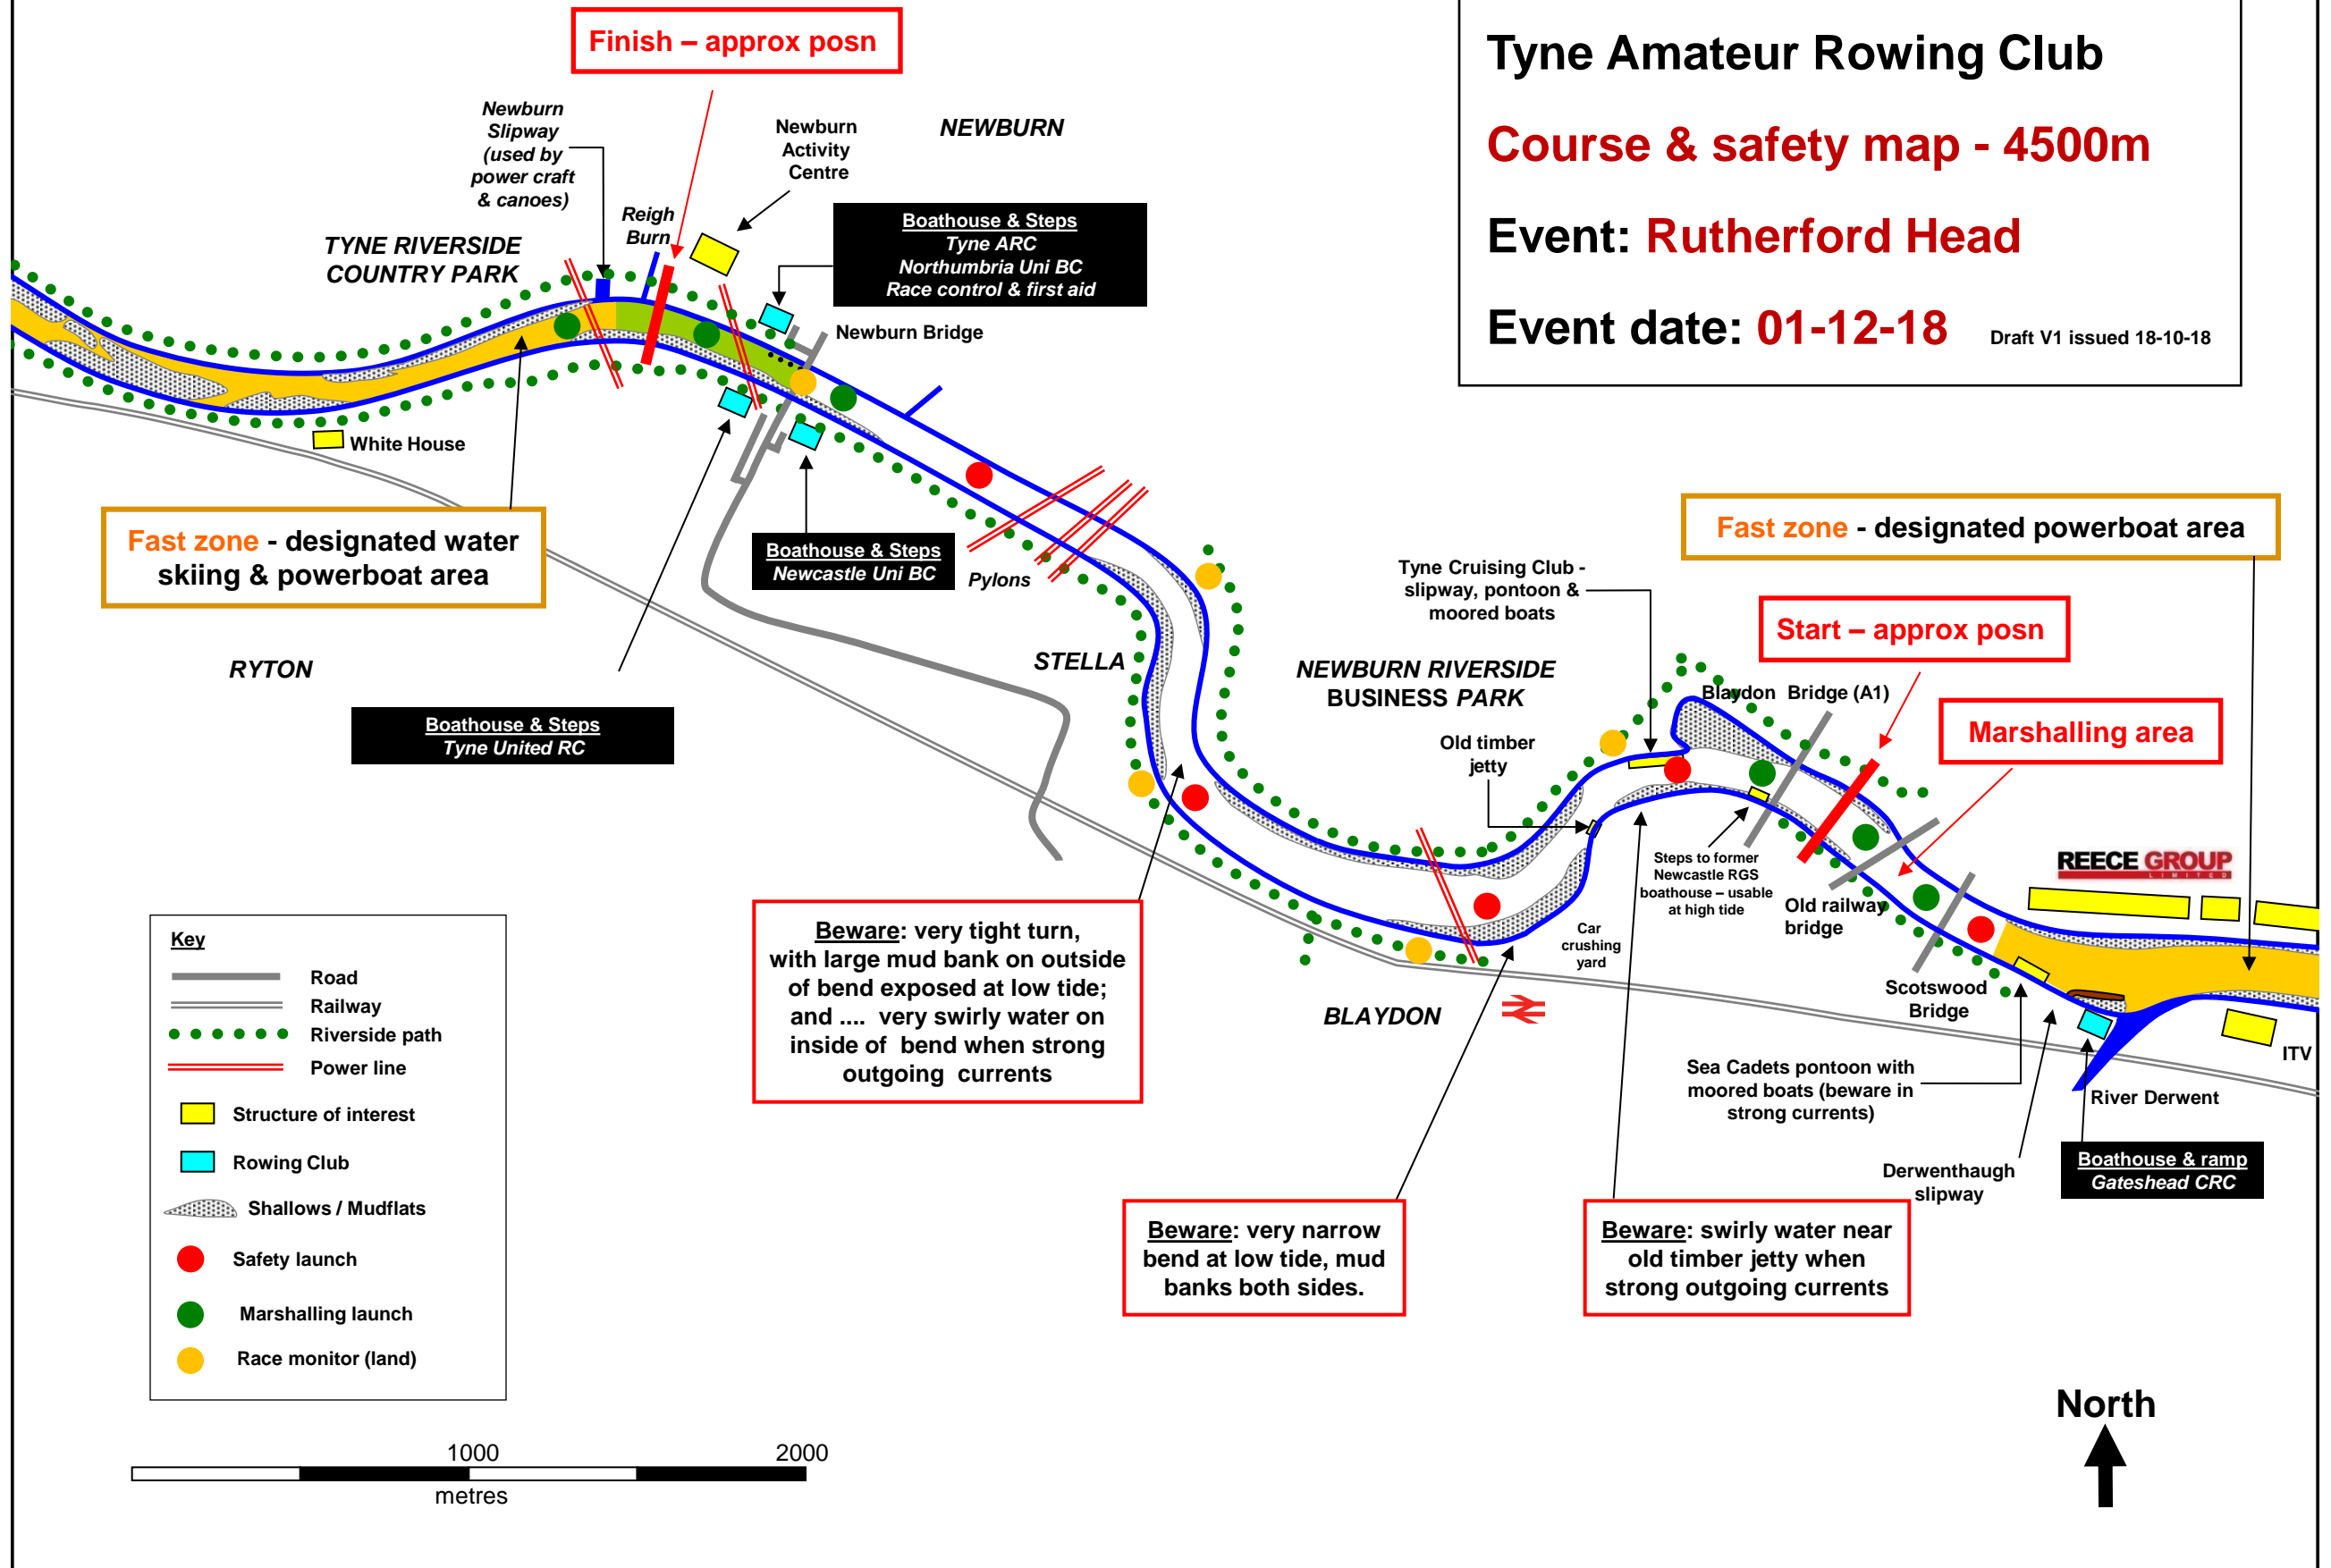 Tyne Amateur Rowing Club
Course & safety map - 4500m
Event: Rutherford Head
Event date: 01-12-18
Draft V1 issued 18-10-18
Finish – approx posn
Newburn
Slipway
(used by
power craft
& canoes)
Reigh
Burn
Newburn
Activity
Centre
NEWBURN
TYNE RIVERSIDE
COUNTRY PARK
Boathouse & Steps
Tyne ARC
Northumbria Uni BC
Race control & first aid
Newburn Bridge
White House
Fast zone - designated water
skiing & powerboat area
Boathouse & Steps
Newcastle Uni BC
Pylons
RYTON
Boathouse & Steps
Tyne United RC
STELLA
Tyne Cruising Club -
slipway, pontoon &
moored boats
NEWBURN RIVERSIDE
BUSINESS PARK
Old timber
jetty
Fast zone - designated powerboat area
Start – approx posn
Blaydon Bridge (A1)
Marshalling area
Steps to former
Newcastle RGS
boathouse – usable
at high tide
Old railway
bridge
REECE GROUP
LIMITED
Car
crushing
yard
Scotswood
Bridge
BLAYDON
ITV
Sea Cadets pontoon with
moored boats (beware in
strong currents)
River Derwent
Derwenthaugh
slipway
Boathouse & ramp
Gateshead CRC
Beware: very tight turn,
with large mud bank on outside
of bend exposed at low tide;
and .... very swirly water on
inside of bend when strong
outgoing currents
Beware: very narrow
bend at low tide, mud
banks both sides.
Beware: swirly water near
old timber jetty when
strong outgoing currents
Key
Road
Railway
Riverside path
Power line
Structure of interest
Rowing Club
Shallows / Mudflats
Safety launch
Marshalling launch
Race monitor (land)
1000
2000
metres
North